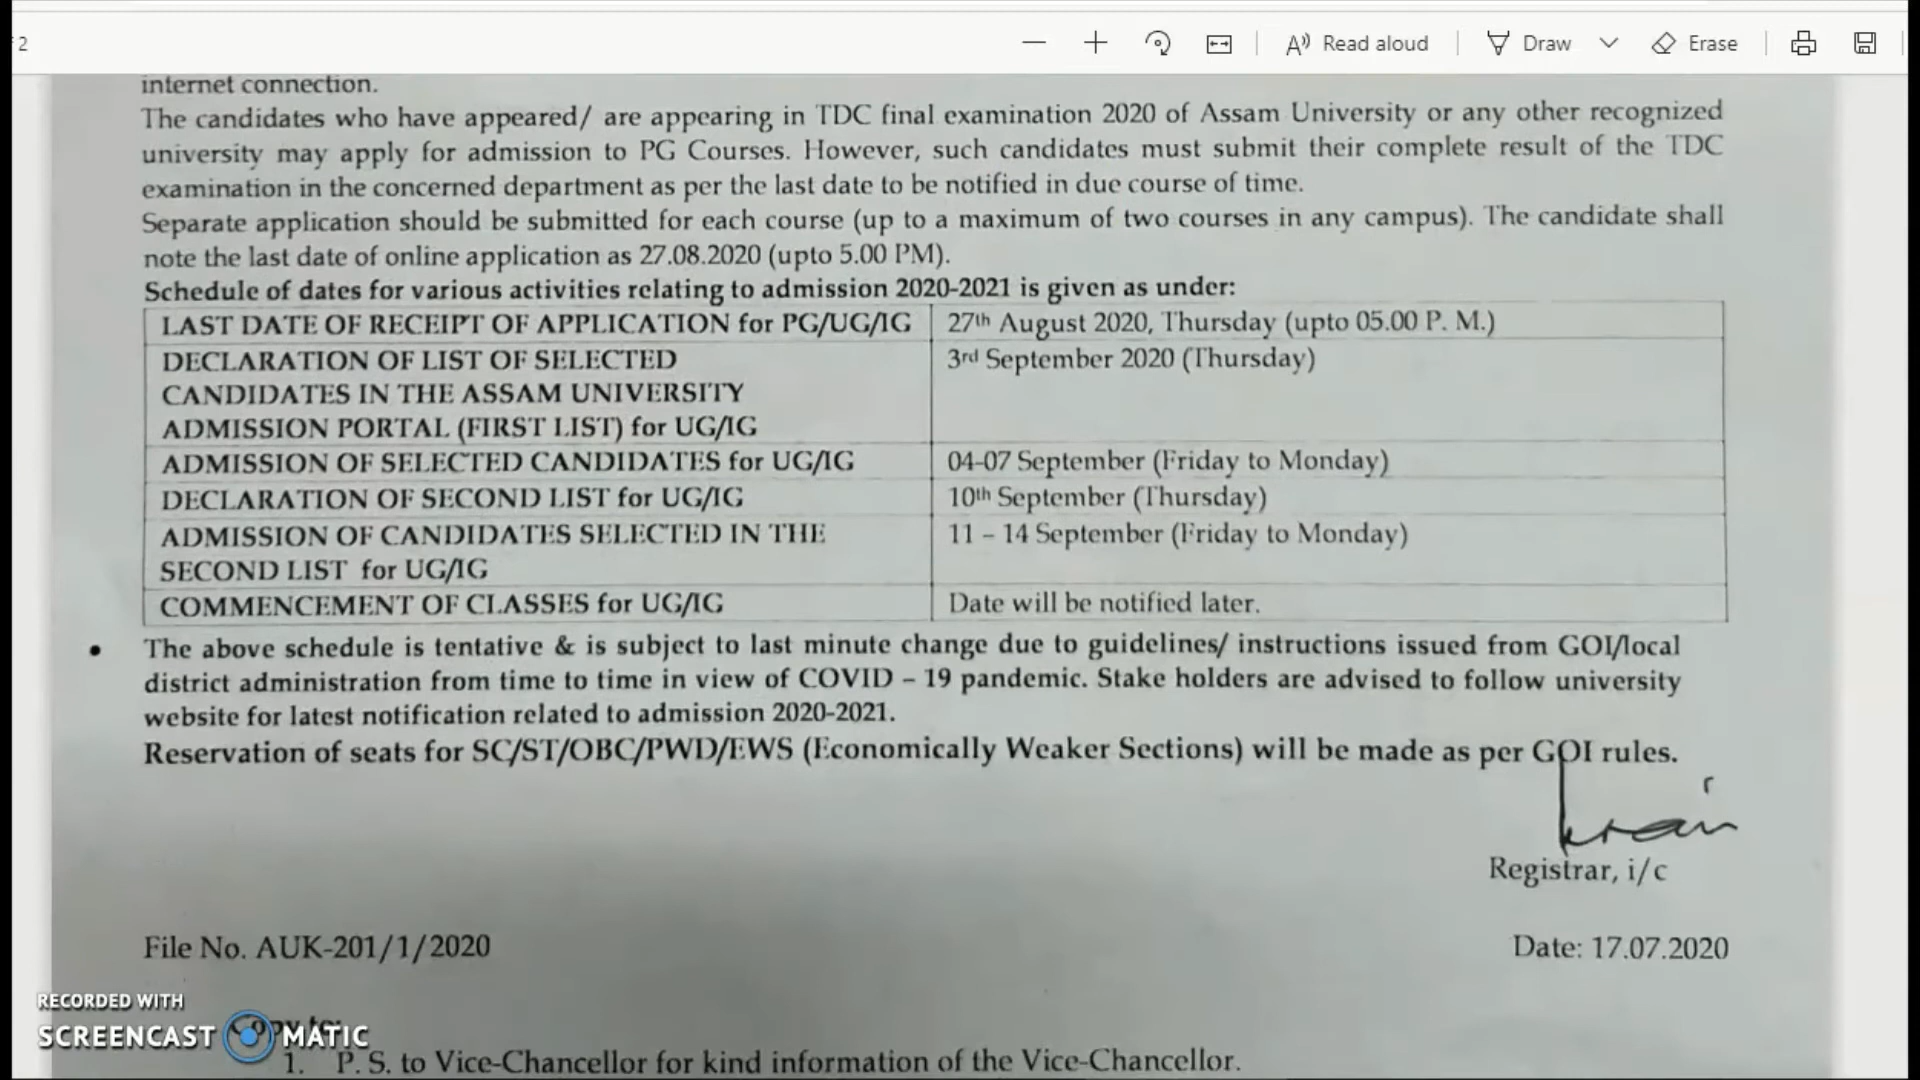 2
Read aloud
Draw
Erase
internet connection.
The candidates who have appeared/ are appearing in TDC final examination 2020 of Assam University or any other recognized
university may apply for admission to PG Courses. However, such candidates must submit their complete result of the TDC
examination in the concerned department as per the last date to be notified in due course of time.
Separate application should be submitted for each course (up to a maximum of two courses in any campus). The candidate shall
note the last date of online application as 27.08.2020 (upto 5.00 PM).
Schedule of dates for various activities relating to admission 2020-2021 is given as under:
LAST DATE OF RECEIPT OF APPLICATION for PG/UG/IG 27th August 2020, Thursday (upto 05.00 P. M.)
DECLARATION OF LIST OF SELECTED 3rd September 2020 (Thursday)
CANDIDATES IN THE ASSAM UNIVERSITY
ADMISSION PORTAL (FIRST LIST) for UG/IG
ADMISSION OF SELECTED CANDIDATES for UG/IG 04-07 September (Friday to Monday)
DECLARATION OF SECOND LIST for UG/IG 10th September (Thursday)
ADMISSION OF CANDIDATES SELECTED IN THE 11 – 14 September (Friday to Monday)
SECOND LIST for UG/IG
COMMENCEMENT OF CLASSES for UG/IG Date will be notified later.
• The above schedule is tentative & is subject to last minute change due to guidelines/ instructions issued from GOI/local
district administration from time to time in view of COVID – 19 pandemic. Stake holders are advised to follow university
website for latest notification related to admission 2020-2021.
Reservation of seats for SC/ST/OBC/PWD/EWS (Economically Weaker Sections) will be made as per GOI rules.
Registrar, i/c
File No. AUK-201/1/2020 Date: 17.07.2020
RECORDED WITH
SCREENCAST MATIC
Copy to:
1. P. S. to Vice-Chancellor for kind information of the Vice-Chancellor.